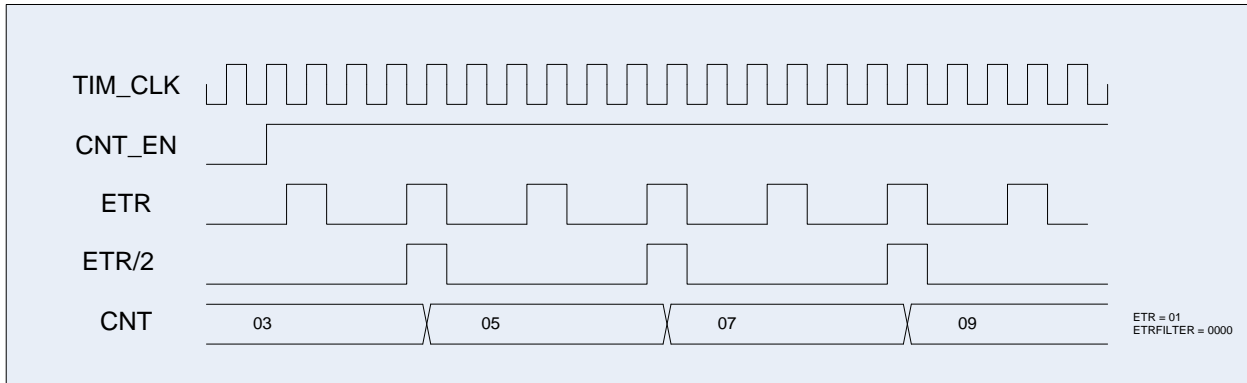 TIM_CLK
CNT_EN
ETR
ETR/2
CNT
03
05
07
09
ETR = 01
ETRFILTER = 0000